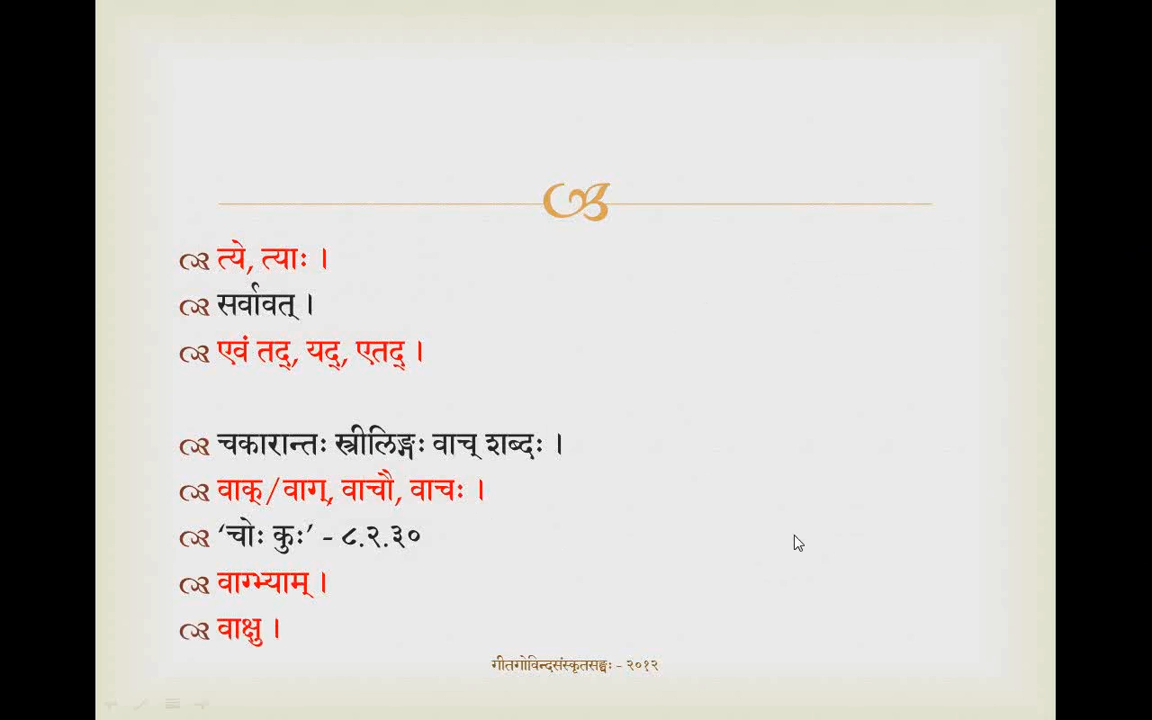 त्ये, त्याः ।
सर्वावत् ।
एवं तद्, यद्, एतद् ।
चकारान्तः स्त्रीलिङ्गः वाच् शब्दः ।
वाक्/वाग्, वाचौ, वाचः ।
‘चोः कुः’ - ८.२.३०
वाग्भ्याम् ।
वाक्षु ।
गीतगोविन्दसंस्कृतसङ्घः - २०१२